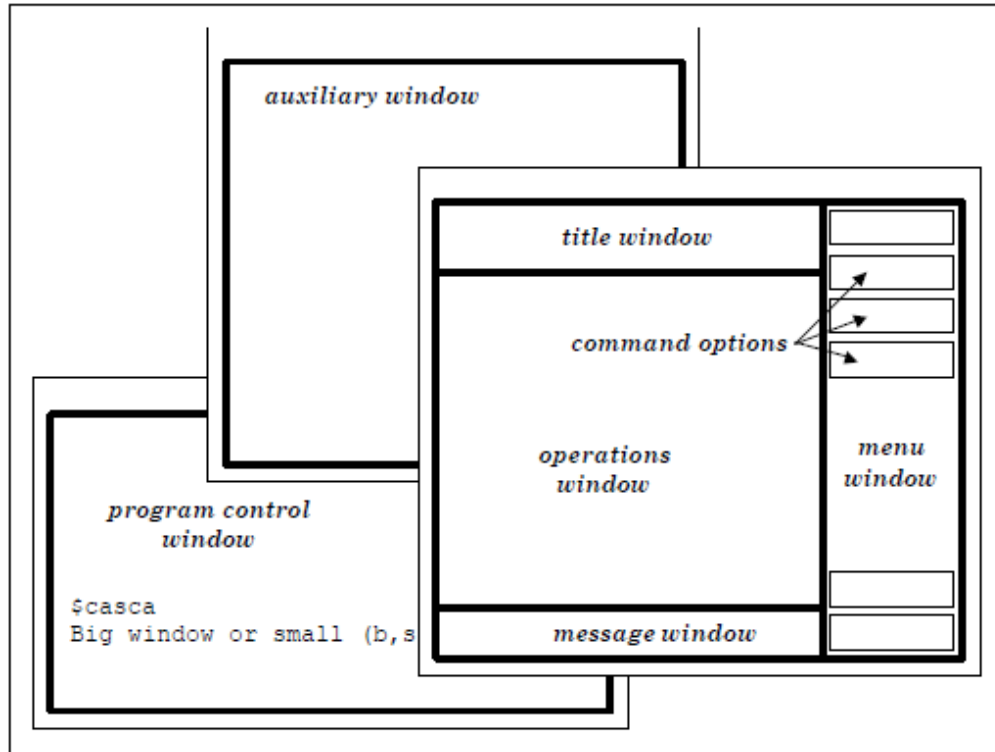 auxiliary window
title window
command options
operations
window
menu
window
program control
window
$casca
Big window or small (b,s
message window